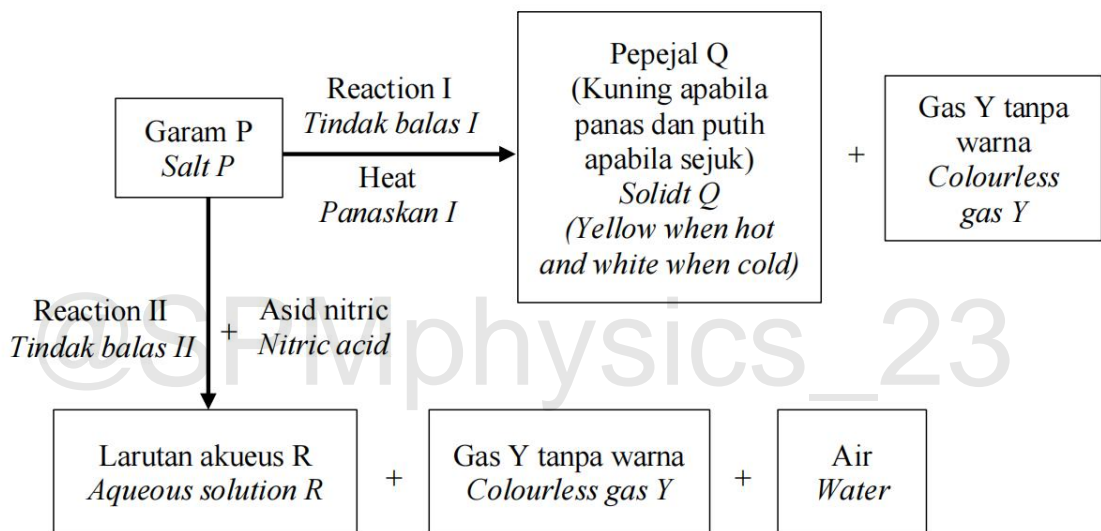 Pepejal Q
(Kuning apabila
panas dan putih
apabila sejuk)
Solidt Q
(Yellow when hot
and white when cold)
Reaction I
Tindak balas I
Garam P
Salt P
Heat
Panaskan I
+
Gas Y tanpa
warna
Colourless
gas Y
Reaction II
Tindak balas II
+
Asid nitric
Nitric acid
@SPMphysics_23
Larutan akueus R
Aqueous solution R
+
Gas Y tanpa warna
Colourless gas Y
+
Air
Water